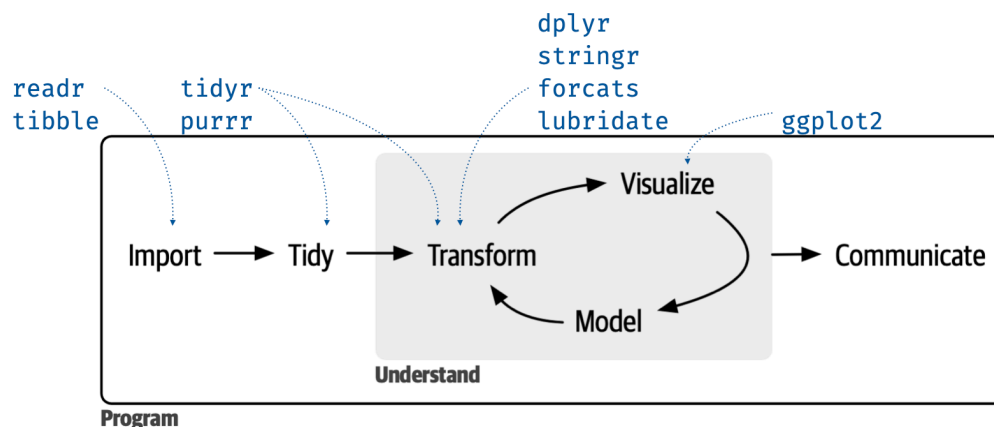 dplyr
stringr
readr tidyr forcats
tibble purrr lubridate ggplot2
Visualize
Import Tidy Transform Communicate
Model
Understand
Program